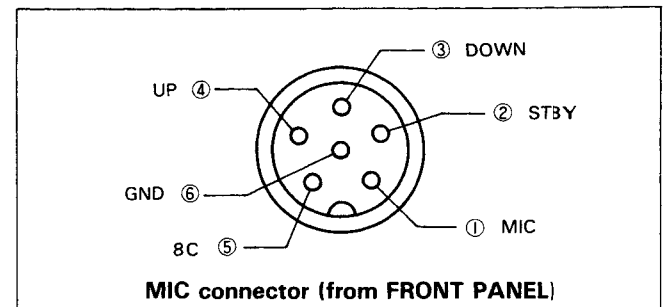 ③ DOWN
UP ④
② STBY
GND ⑥
① MIC
8C ⑤
MIC connector (from FRONT PANEL)